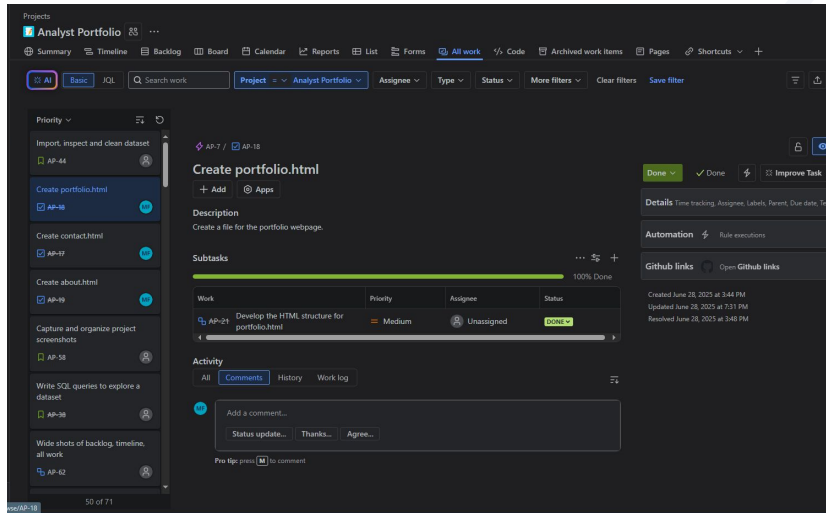 Projects
Analyst Portfolio
Summary Timeline Backlog Board Calendar Reports List Forms All work Code Archived work items Pages Shortcuts
AI Basic JQL Search work Project = Analyst Portfolio Assignee Type Status More filters Clear filters Save filter
Priority
Import, inspect and clean dataset
AP-44
Create portfolio.html
AP-18
MF
Create contact.html
AP-17
MF
Create about.html
AP-19
MF
Capture and organize project
screenshots
AP-58
Write SQL queries to explore a
dataset
AP-38
Wide shots of backlog, timeline,
all work
AP-62
50 of 71
wse/AP-18
AP-7 / AP-18
Create portfolio.html
+ Add Apps
Description
Create a file for the portfolio webpage.
Subtasks
100% Done
Work Priority Assignee Status
AP-21 Develop the HTML structure for
portfolio.html
= Medium Unassigned DONE
Activity
All Comments History Work log
MF
Add a comment...
Status update... Thanks... Agree...
Pro tip: press M to comment
Done Done Improve Task
Details Time tracking, Assignee, Labels, Parent, Due date, Te
Automation Rule executions
Github links Open Github links
Created June 28, 2025 at 3:44 PM
Updated June 28, 2025 at 7:31 PM
Resolved June 28, 2025 at 3:48 PM